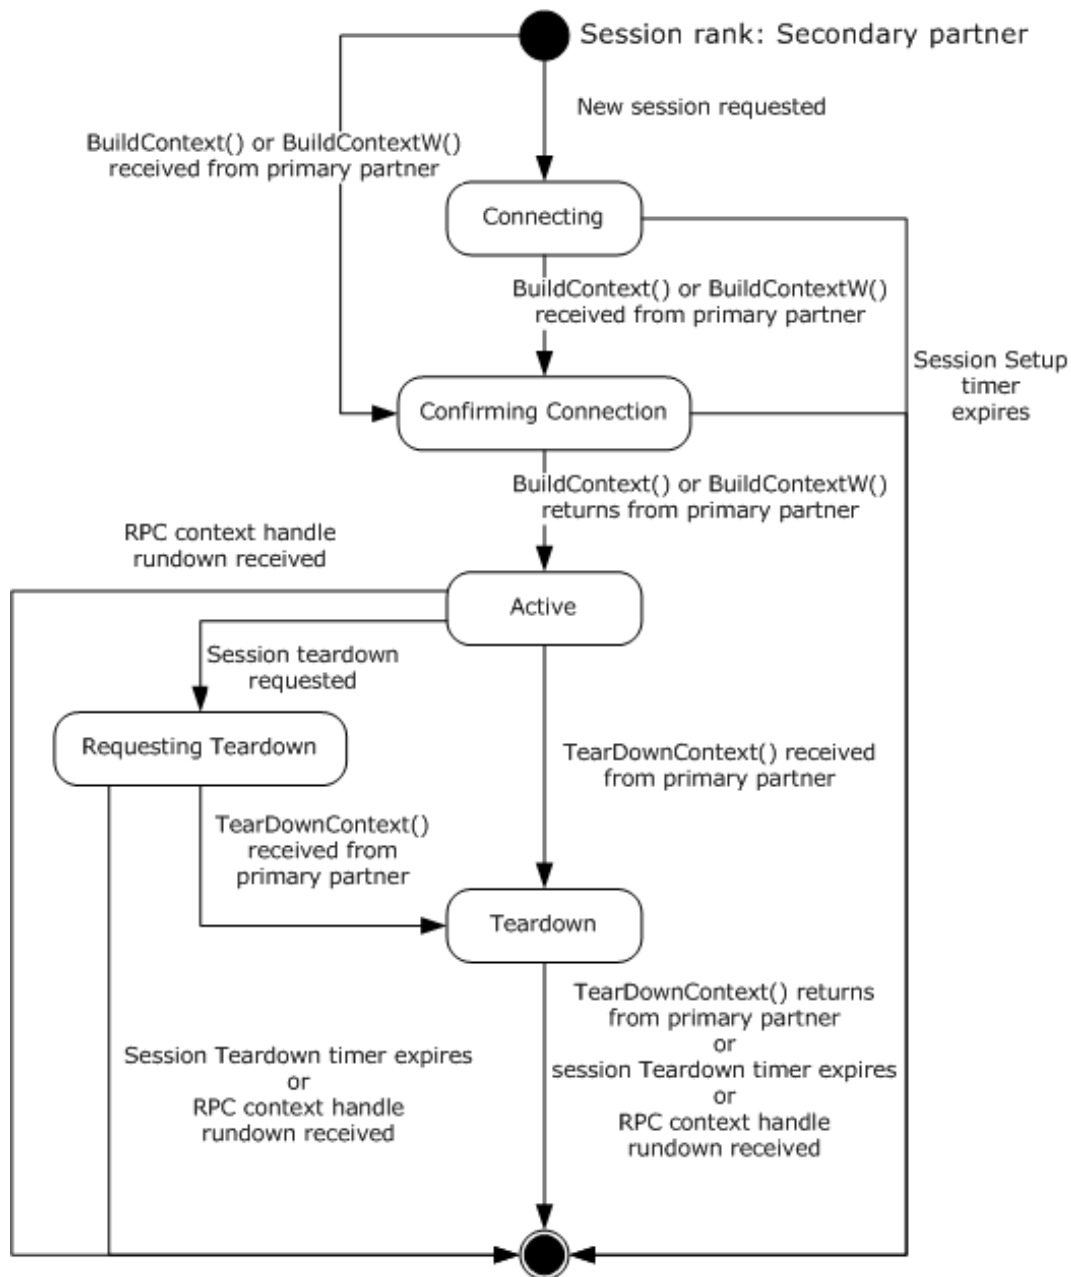 Session rank: Secondary partner
New session requested
BuildContext() or BuildContextW()
received from primary partner
Connecting
BuildContext() or BuildContextW()
received from primary partner
Session Setup
timer
expires
Confirming Connection
BuildContext() or BuildContextW()
returns from primary partner
RPC context handle
rundown received
Active
Session teardown
requested
Requesting Teardown
TearDownContext() received
from primary partner
TearDownContext()
received from
primary partner
Teardown
TearDownContext() returns
from primary partner
or
session Teardown timer expires
or
RPC context handle
rundown received
Session Teardown timer expires
or
RPC context handle
rundown received